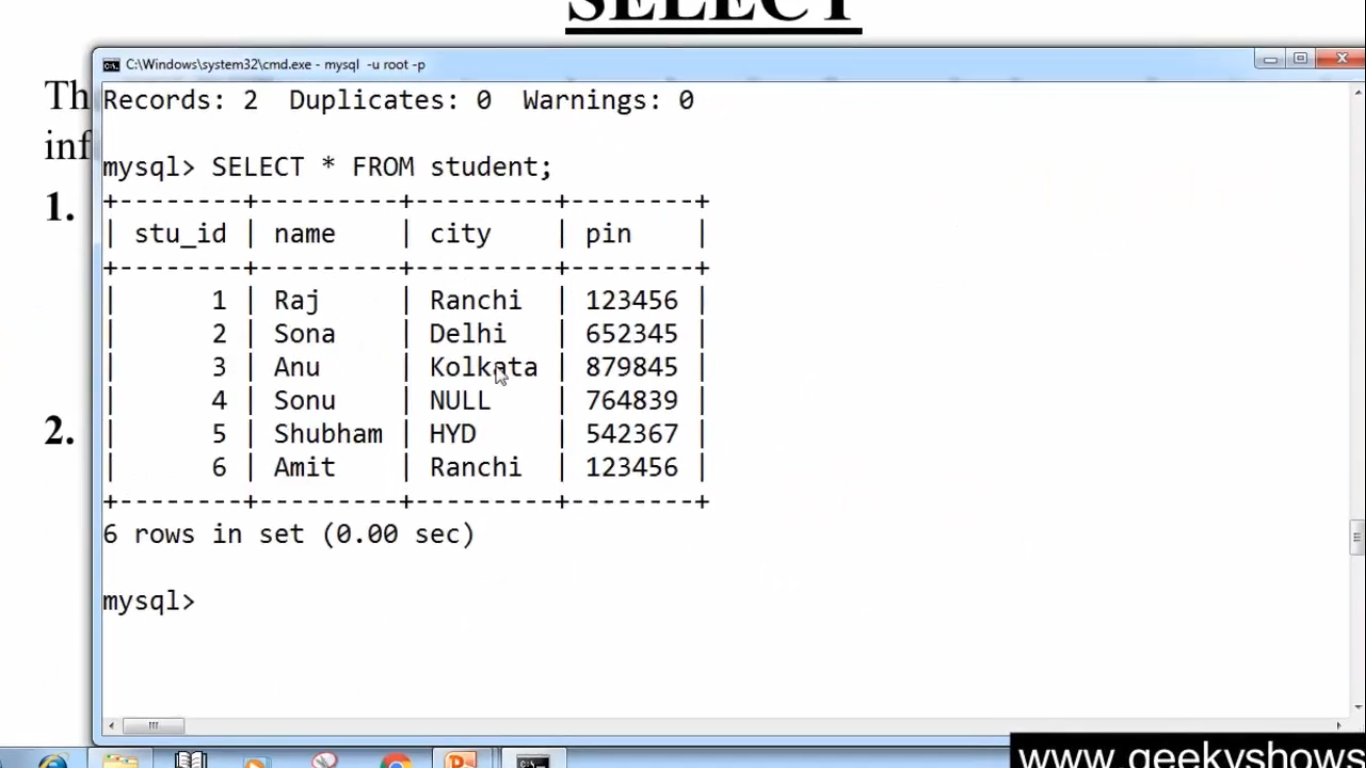 SELECT
C:\Windows\system32\cmd.exe - mysql -u root -p
Th
inf
1.
2.
Records: 2  Duplicates: 0  Warnings: 0
mysql> SELECT * FROM student;
+--------+---------+---------+--------+
| stu_id | name    | city    | pin    |
+--------+---------+---------+--------+
|      1 | Raj     | Ranchi  | 123456 |
|      2 | Sona    | Delhi   | 652345 |
|      3 | Anu     | Kolkata | 879845 |
|      4 | Sonu    | NULL    | 764839 |
|      5 | Shubham | HYD     | 542367 |
|      6 | Amit    | Ranchi  | 123456 |
+--------+---------+---------+--------+
6 rows in set (0.00 sec)
mysql>
www.geekyshows